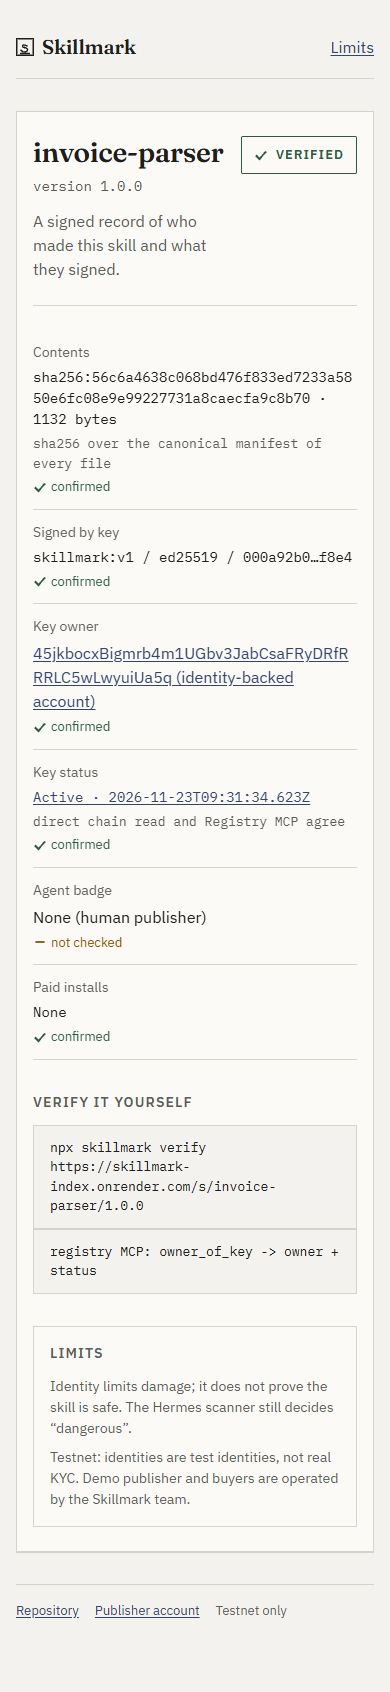 Skillmark
Limits
invoice-parser
VERIFIED
version 1.0.0
A signed record of who
made this skill and what
they signed.
Contents
sha256:56c6a4638c068bd476f833ed7233a58
50e6fc08e9e99227731a8caecfa9c8b70 ·
1132 bytes
sha256 over the canonical manifest of
every file
confirmed
Signed by key
skillmark:v1 / ed25519 / 000a92b0…f8e4
confirmed
Key owner
45jkbocxBigmrb4m1UGbv3JabCsaFRyDRfR
RRLC5wLwyuiUa5q (identity-backed
account)
confirmed
Key status
Active · 2026-11-23T09:31:34.623Z
direct chain read and Registry MCP agree
confirmed
Agent badge
None (human publisher)
not checked
Paid installs
None
confirmed
VERIFY IT YOURSELF
npx skillmark verify
https://skillmark-
index.onrender.com/s/invoice-
parser/1.0.0
registry MCP: owner_of_key -> owner +
status
LIMITS
Identity limits damage; it does not prove the
skill is safe. The Hermes scanner still decides
“dangerous”.
Testnet: identities are test identities, not real
KYC. Demo publisher and buyers are operated
by the Skillmark team.
Repository
Publisher account
Testnet only